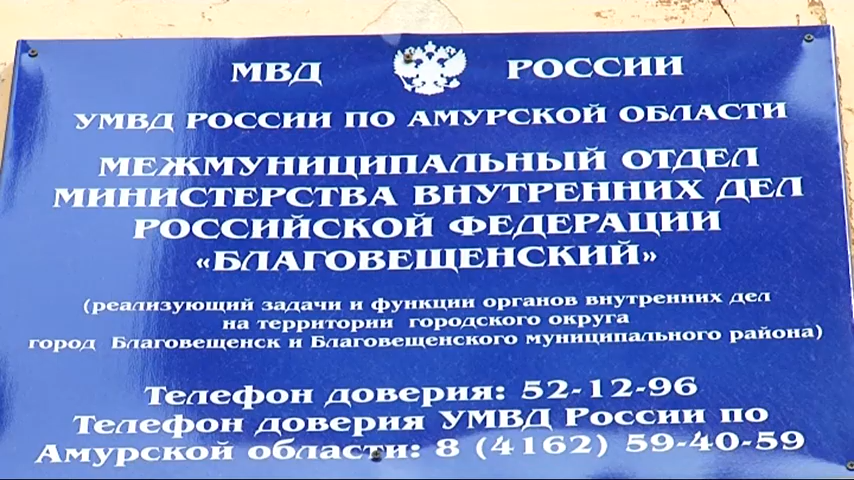 МВД РОССИИ
УМВД РОССИИ ПО АМУРСКОЙ ОБЛАСТИ
МЕЖМУНИЦИПАЛЬНЫЙ ОТДЕЛ
МИНИСТЕРСТВА ВНУТРЕННИХ ДЕЛ
РОССИЙСКОЙ ФЕДЕРАЦИИ
«БЛАГОВЕЩЕНСКИЙ»
(реализующий задачи и функции органов внутренних дел
на территории городского округа
город Благовещенск и Благовещенского муниципального района)
Телефон доверия: 52-12-96
Телефон доверия УМВД России по
Амурской области: 8 (4162) 59-40-59